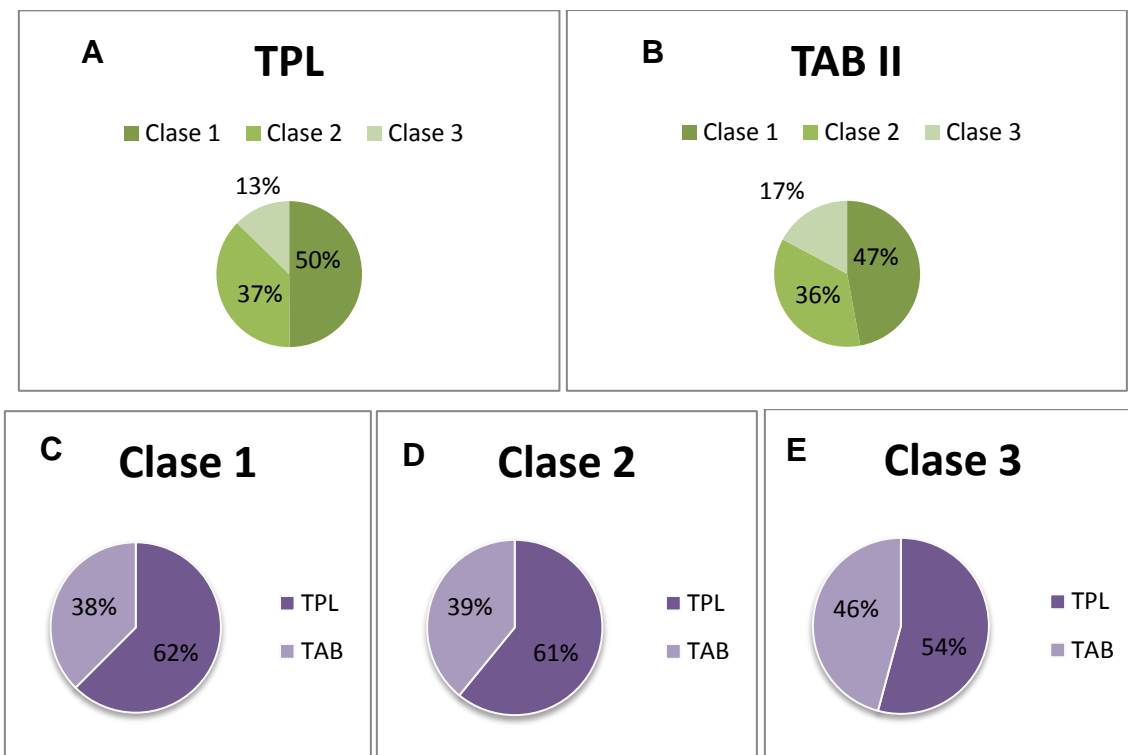 A
TPL
Clase 1 Clase 2 Clase 3
13%
50%
37%
B
TAB II
Clase 1 Clase 2 Clase 3
17%
47%
36%
C
Clase 1
38%
62%
TPL
TAB
D
Clase 2
39%
61%
TPL
TAB
E
Clase 3
46%
54%
TPL
TAB